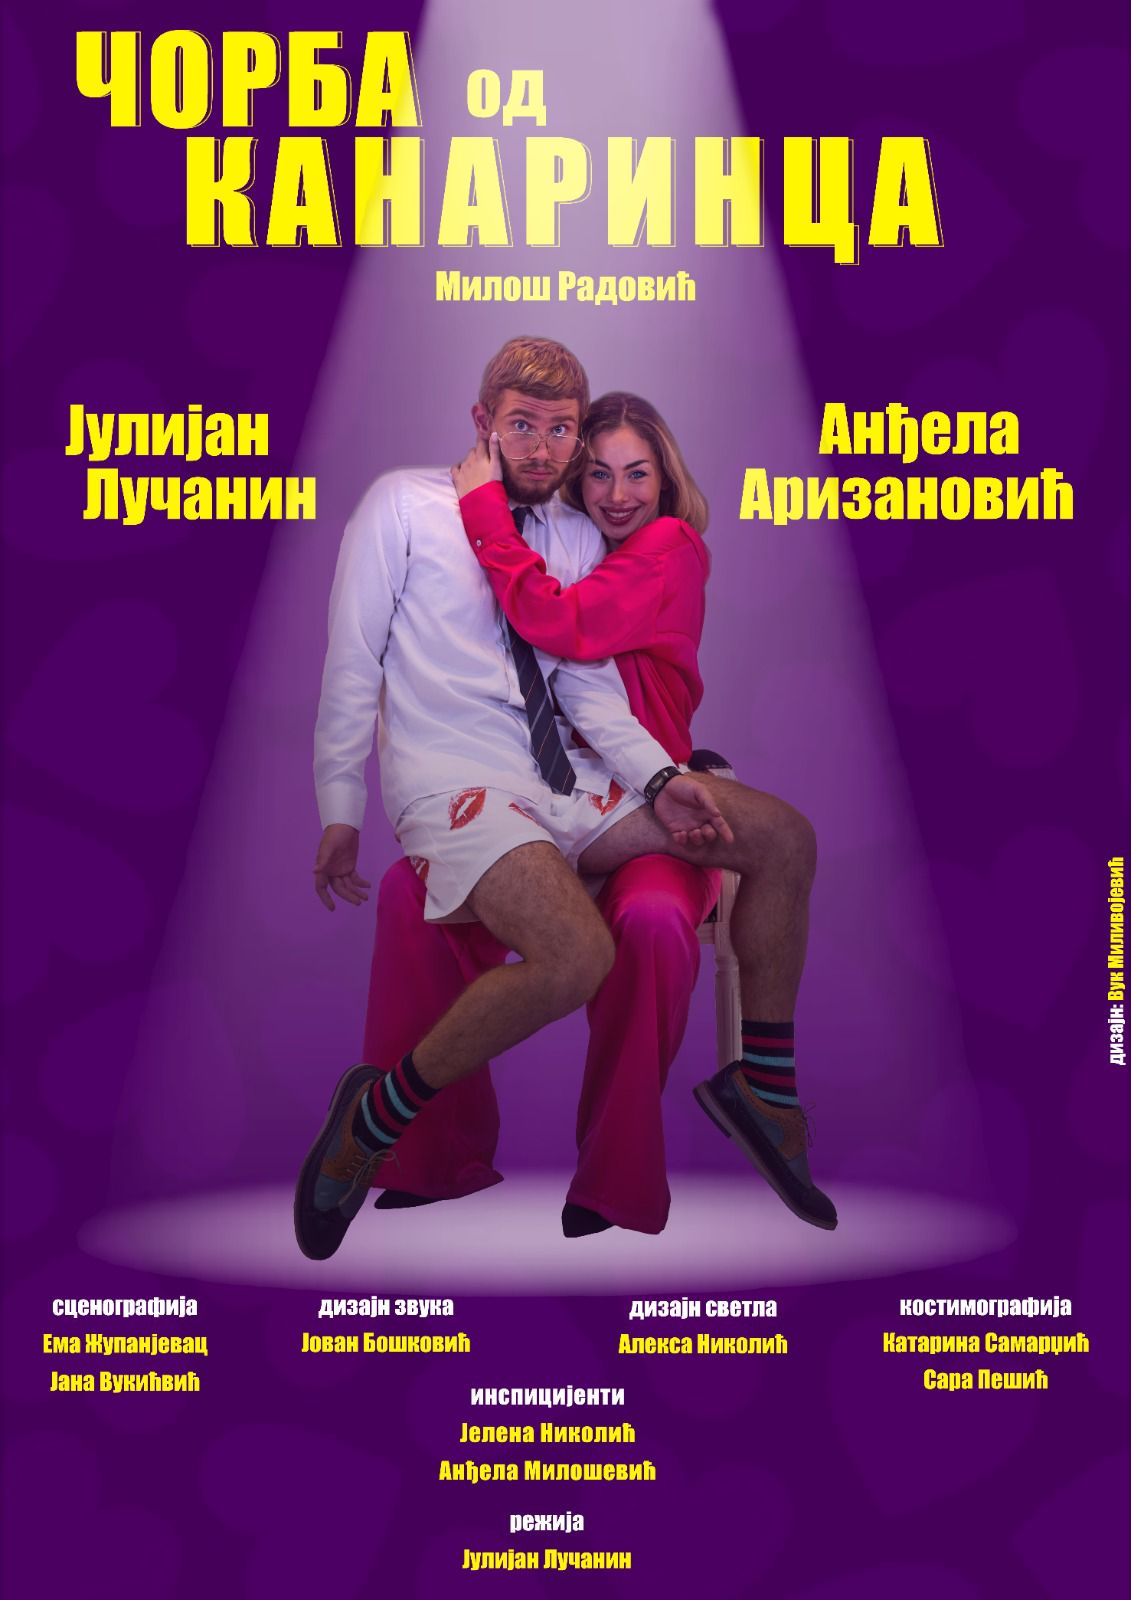 ЧОРБА од
КАНАРИНЦА
Милош Радовић
Јулијан
Лучанин
Анђела
Аризановић
дизајн: Вук Миливојевић
сценографија
Ема Жупанјевац
Јана Вукићвић
дизајн звука
Јован Бошковић
дизајн светла
Алекса Николић
костимографија
Катарина Самарџић
Сара Пешић
инспицијенти
Јелена Николић
Анђела Милошевић
режија
Јулијан Лучанин